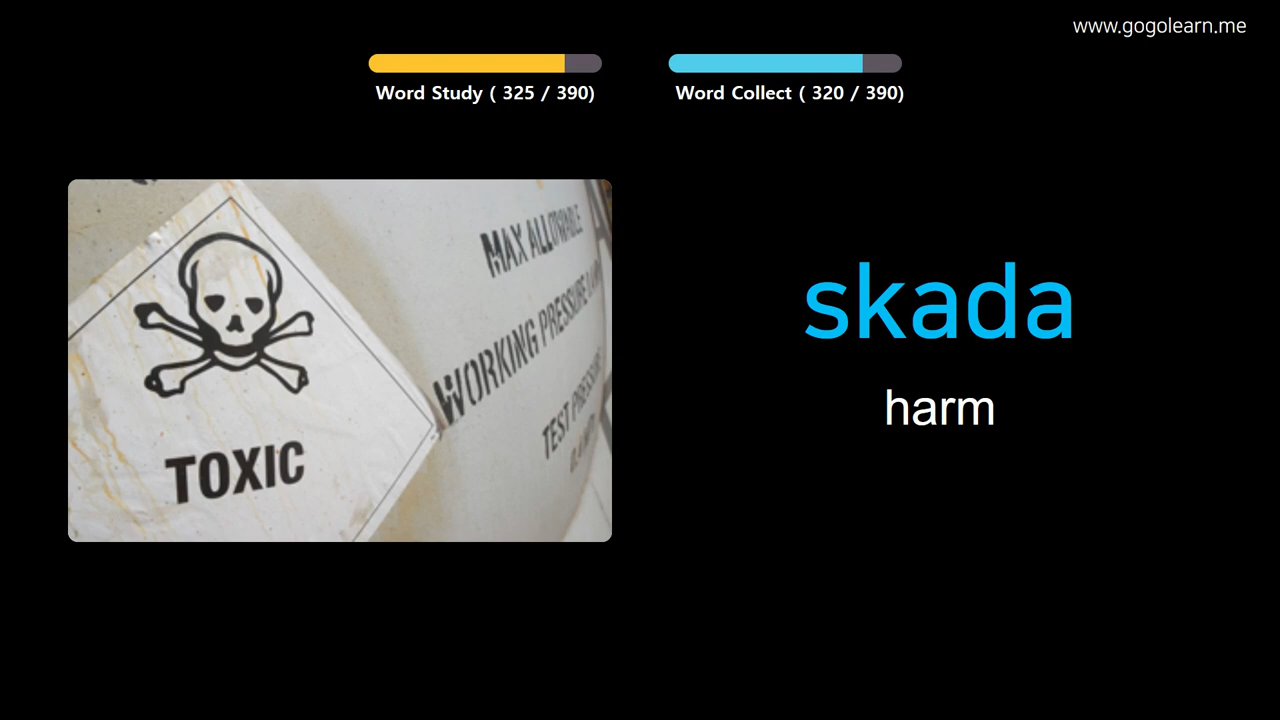 www.gogolearn.me
Word Study ( 325 / 390)
Word Collect ( 320 / 390)
MAX ALLOWABLE
WORKING PRESSURE
TEST PRESSURE
TOXIC
skada
harm